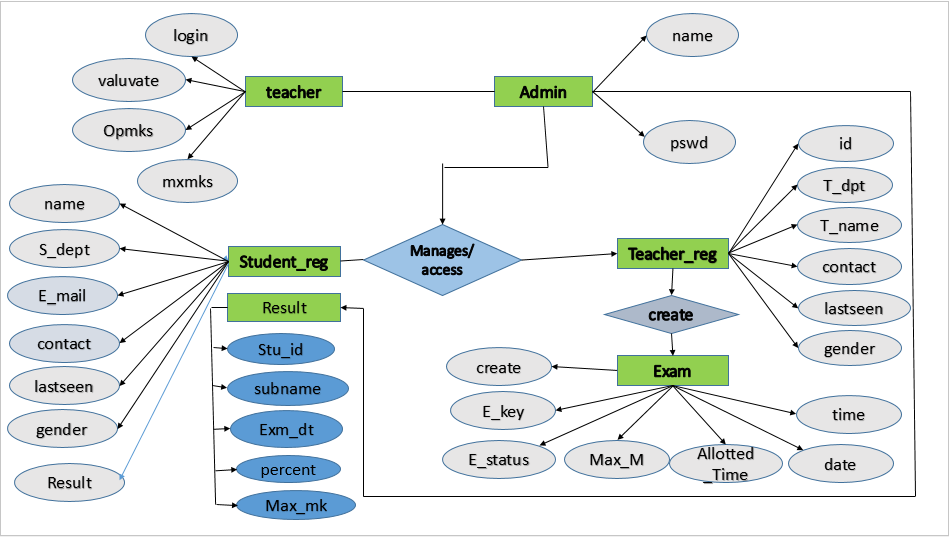 login
name
valuvate
teacher
Admin
Opmks
pswd
id
mxmks
T_dpt
name
T_name
S_dept
Manages/
access
Student_reg
Teacher_reg
contact
E_mail
Result
lastseen
create
contact
Stu_id
gender
lastseen
subname
create
Exam
gender
Exm_dt
E_key
time
Result
percent
E_status
Max_M
Allotted
_Time
date
Max_mk